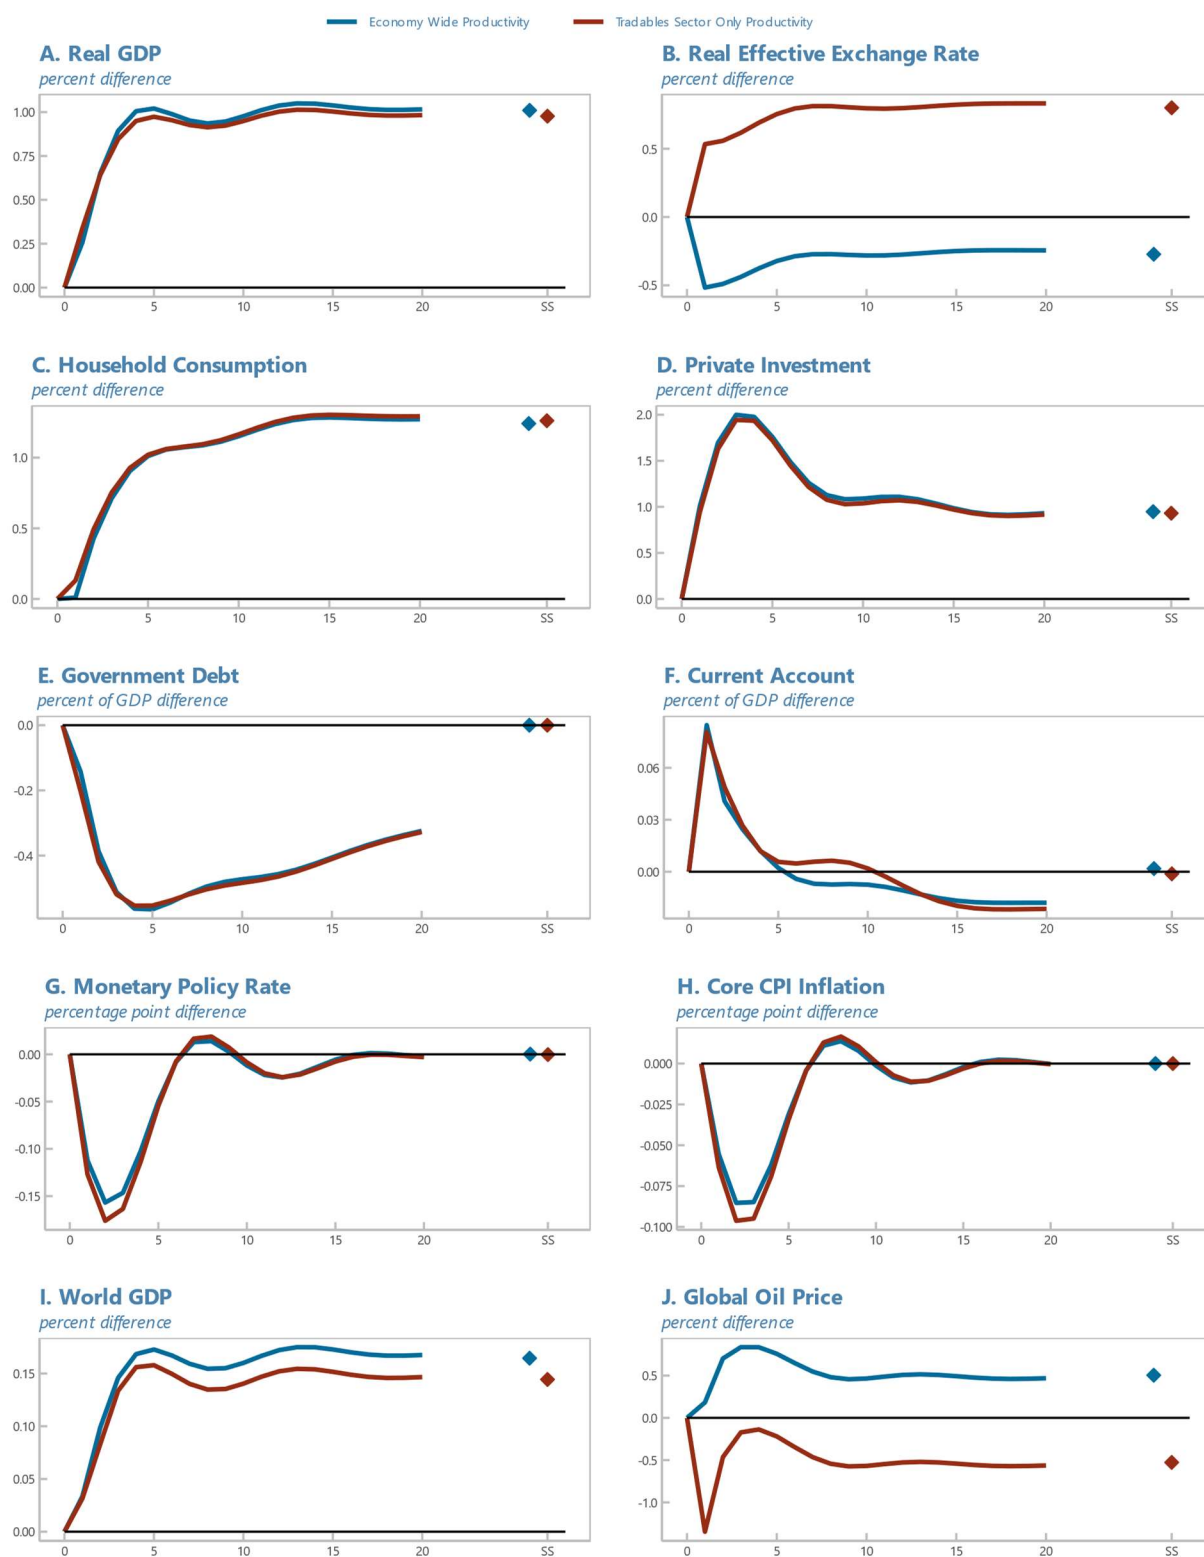 Economy Wide Productivity Tradables Sector Only Productivity
A. Real GDP
percent difference
1.00
0.75
0.50
0.25
0.00
0 5 10 15 20 SS
B. Real Effective Exchange Rate
percent difference
0.5
0.0
-0.5
0 5 10 15 20 SS
C. Household Consumption
percent difference
1.0
0.5
0.0
0 5 10 15 20 SS
D. Private Investment
percent difference
2.0
1.5
1.0
0.5
0.0
0 5 10 15 20 SS
E. Government Debt
percent of GDP difference
0.0
-0.2
-0.4
0 5 10 15 20 SS
F. Current Account
percent of GDP difference
0.06
0.03
0.00
0 5 10 15 20 SS
G. Monetary Policy Rate
percentage point difference
0.00
-0.05
-0.10
-0.15
0 5 10 15 20 SS
H. Core CPI Inflation
percentage point difference
0.000
-0.025
-0.050
-0.075
-0.100
0 5 10 15 20 SS
I. World GDP
percent difference
0.15
0.10
0.05
0.00
0 5 10 15 20 SS
J. Global Oil Price
percent difference
0.5
0.0
-0.5
-1.0
0 5 10 15 20 SS